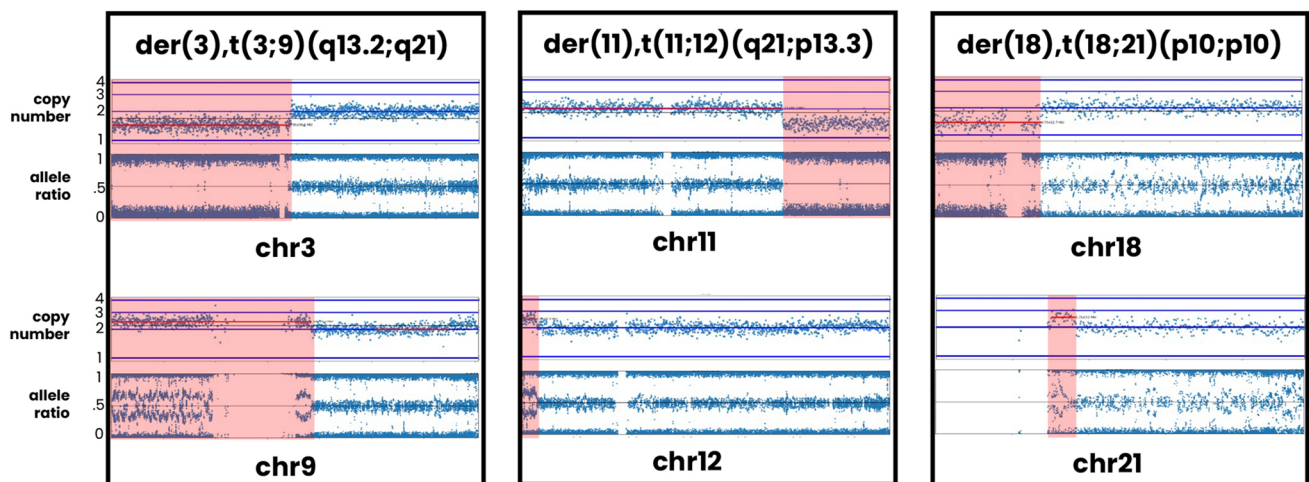 der(3),t(3;9)(q13.2;q21)
der(11),t(11;12)(q21;p13.3)
der(18),t(18;21)(p10;p10)
copy
number
4
3
2
1
allele
ratio
1
.5
0
chr3
chr11
chr18
copy
number
4
3
2
1
allele
ratio
1
.5
0
chr9
chr12
chr21